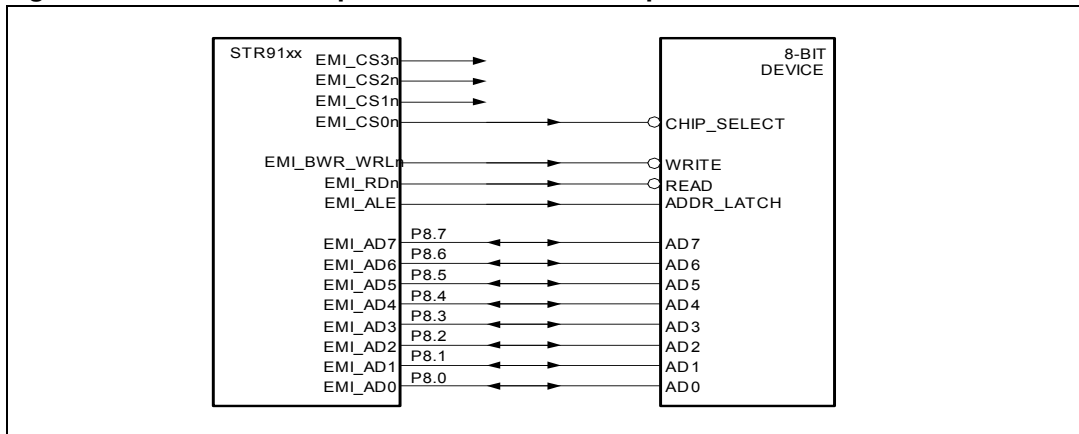 STR91xx
EMI_CS3n
EMI_CS2n
EMI_CS1n
EMI_CS0n
EMI_BWR_WRLn
EMI_RDn
EMI_ALE
EMI_AD7
EMI_AD6
EMI_AD5
EMI_AD4
EMI_AD3
EMI_AD2
EMI_AD1
EMI_AD0
P8.7
P8.6
P8.5
P8.4
P8.3
P8.2
P8.1
P8.0
8-BIT
DEVICE
CHIP_SELECT
WRITE
READ
ADDR_LATCH
AD7
AD6
AD5
AD4
AD3
AD2
AD1
AD0